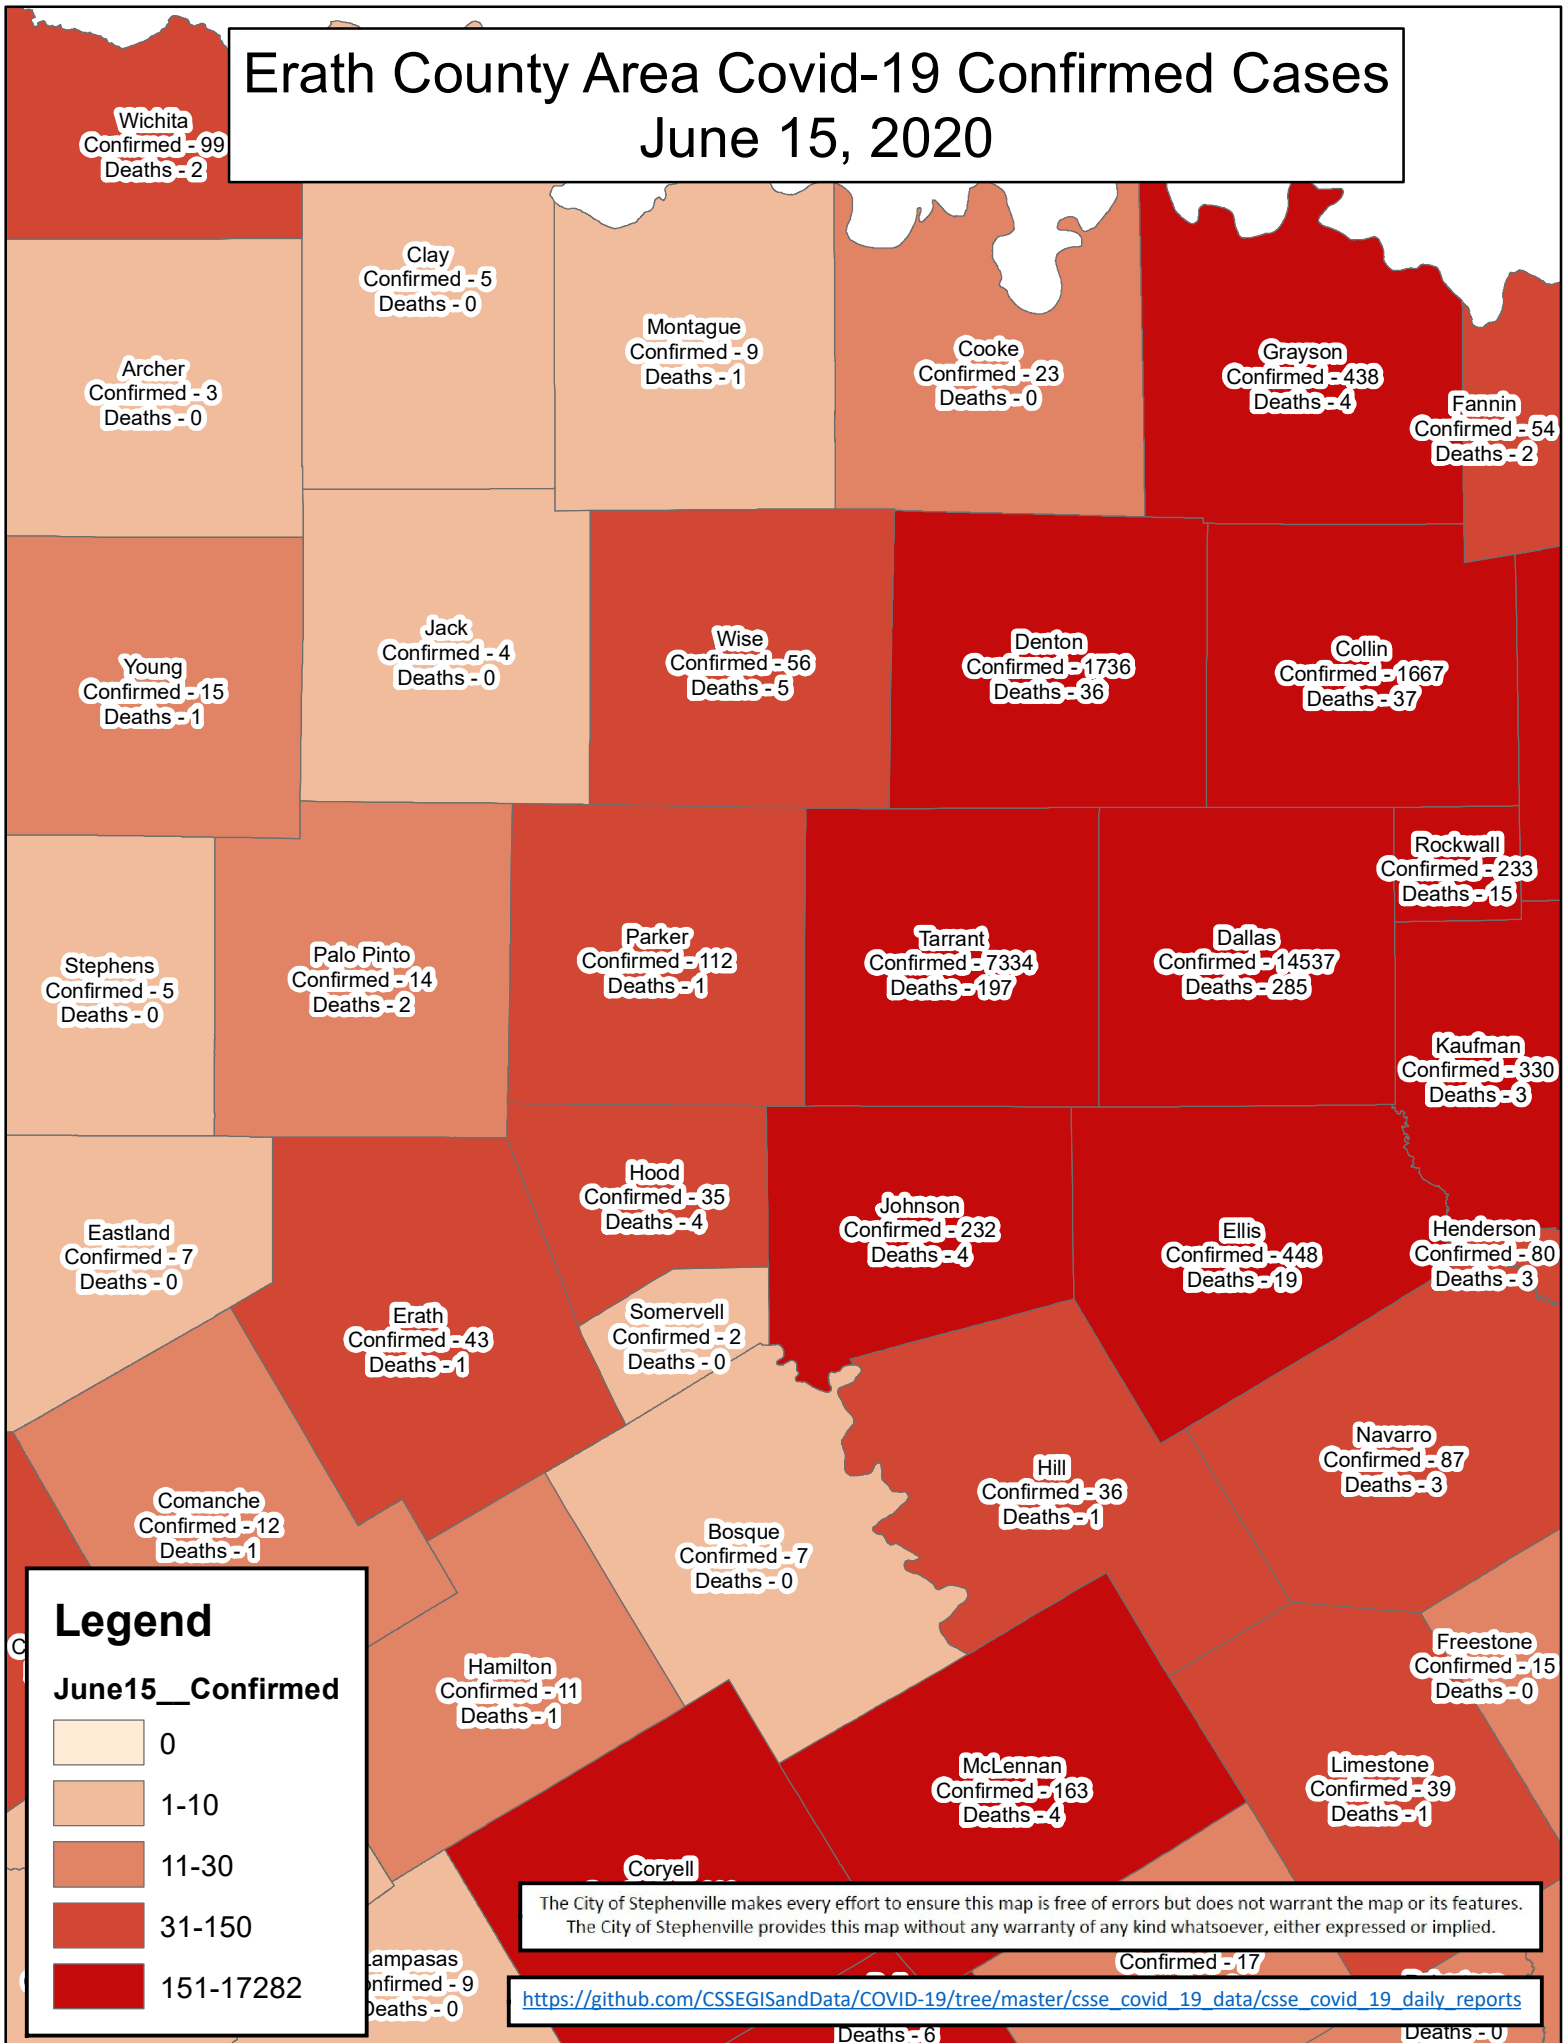 Erath County Area Covid-19 Confirmed Cases
June 15, 2020
Wichita
Confirmed - 99
Deaths - 2
Clay
Confirmed - 5
Deaths - 0
Montague
Confirmed - 9
Deaths - 1
Cooke
Confirmed - 23
Deaths - 0
Grayson
Confirmed - 438
Deaths - 4
Fannin
Confirmed - 54
Deaths - 2
Archer
Confirmed - 3
Deaths - 0
Young
Confirmed - 15
Deaths - 1
Jack
Confirmed - 4
Deaths - 0
Wise
Confirmed - 56
Deaths - 5
Denton
Confirmed - 1736
Deaths - 36
Collin
Confirmed - 1667
Deaths - 37
Rockwall
Confirmed - 233
Deaths - 15
Stephens
Confirmed - 5
Deaths - 0
Palo Pinto
Confirmed - 14
Deaths - 2
Parker
Confirmed - 112
Deaths - 1
Tarrant
Confirmed - 7334
Deaths - 197
Dallas
Confirmed - 14537
Deaths - 285
Kaufman
Confirmed - 330
Deaths - 3
Eastland
Confirmed - 7
Deaths - 0
Hood
Confirmed - 35
Deaths - 4
Johnson
Confirmed - 232
Deaths - 4
Ellis
Confirmed - 448
Deaths - 19
Henderson
Confirmed - 80
Deaths - 3
Erath
Confirmed - 43
Deaths - 1
Somervell
Confirmed - 2
Deaths - 0
Navarro
Confirmed - 87
Deaths - 3
Hill
Confirmed - 36
Deaths - 1
Comanche
Confirmed - 12
Deaths - 1
Bosque
Confirmed - 7
Deaths - 0
Freestone
Confirmed - 15
Deaths - 0
Hamilton
Confirmed - 11
Deaths - 1
McLennan
Confirmed - 163
Deaths - 4
Limestone
Confirmed - 39
Deaths - 1
Coryell
Legend
June15__Confirmed
0
1-10
11-30
31-150
151-17282
The City of Stephenville makes every effort to ensure this map is free of errors but does not warrant the map or its features.
The City of Stephenville provides this map without any warranty of any kind whatsoever, either expressed or implied.
ampasas
nfirmed - 9
Deaths - 0
Confirmed - 17
https://github.com/CSSEGISandData/COVID-19/tree/master/csse_covid_19_data/csse_covid_19_daily_reports
Deaths - 6
Deaths - 0